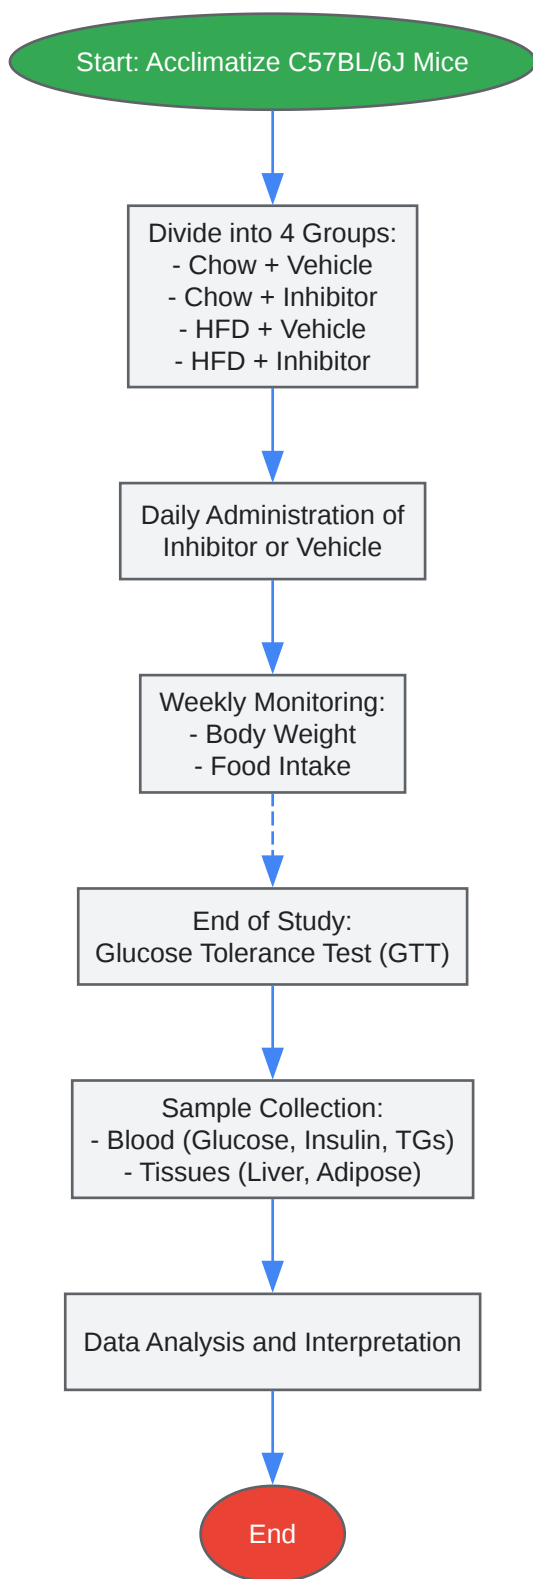 Start: Acclimatize C57BL/6J Mice
Divide into 4 Groups:
- Chow + Vehicle
- Chow + Inhibitor
- HFD + Vehicle
- HFD + Inhibitor
Daily Administration of
Inhibitor or Vehicle
Weekly Monitoring:
- Body Weight
- Food Intake
End of Study:
Glucose Tolerance Test (GTT)
Sample Collection:
- Blood (Glucose, Insulin, TGs)
- Tissues (Liver, Adipose)
Data Analysis and Interpretation
End